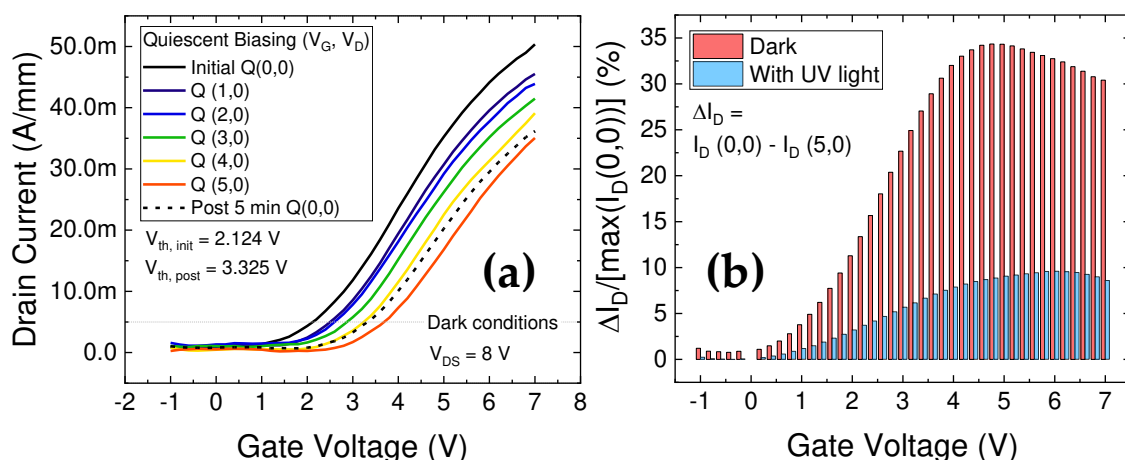 Quiescent Biasing (V_G, V_D)
Initial Q(0,0)
Q (1,0)
Q (2,0)
Q (3,0)
Q (4,0)
Q (5,0)
Post 5 min Q(0,0)
V_th, init = 2.124 V
V_th, post = 3.325 V
(a)
Dark conditions
V_DS = 8 V
Drain Current (A/mm)
50.0m
40.0m
30.0m
20.0m
10.0m
0.0
-2 -1 0 1 2 3 4 5 6 7 8
Gate Voltage (V)
ΔI_D/[max(I_D(0,0))] (%)
35
30
25
20
15
10
5
0
Dark
With UV light
ΔI_D =
I_D (0,0) - I_D (5,0)
(b)
-1 0 1 2 3 4 5 6 7
Gate Voltage (V)